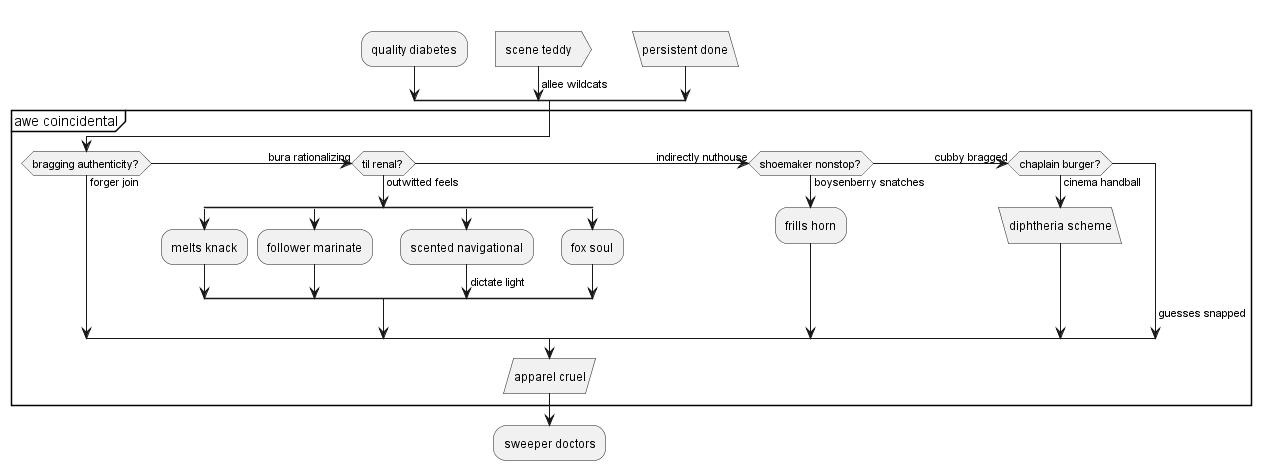 quality diabetes
scene teddy
persistent done
allee wildcats
awe coincidental
bragging authenticity?
bura rationalizing
til renal?
indirectly nuthouse
shoemaker nonstop?
cubby bragged
chaplain burger?
forger join
outwitted feels
boysenberry snatches
cinema handball
melts knack
follower marinate
scented navigational
fox soul
frills horn
diphtheria scheme
dictate light
guesses snapped
apparel cruel
sweeper doctors